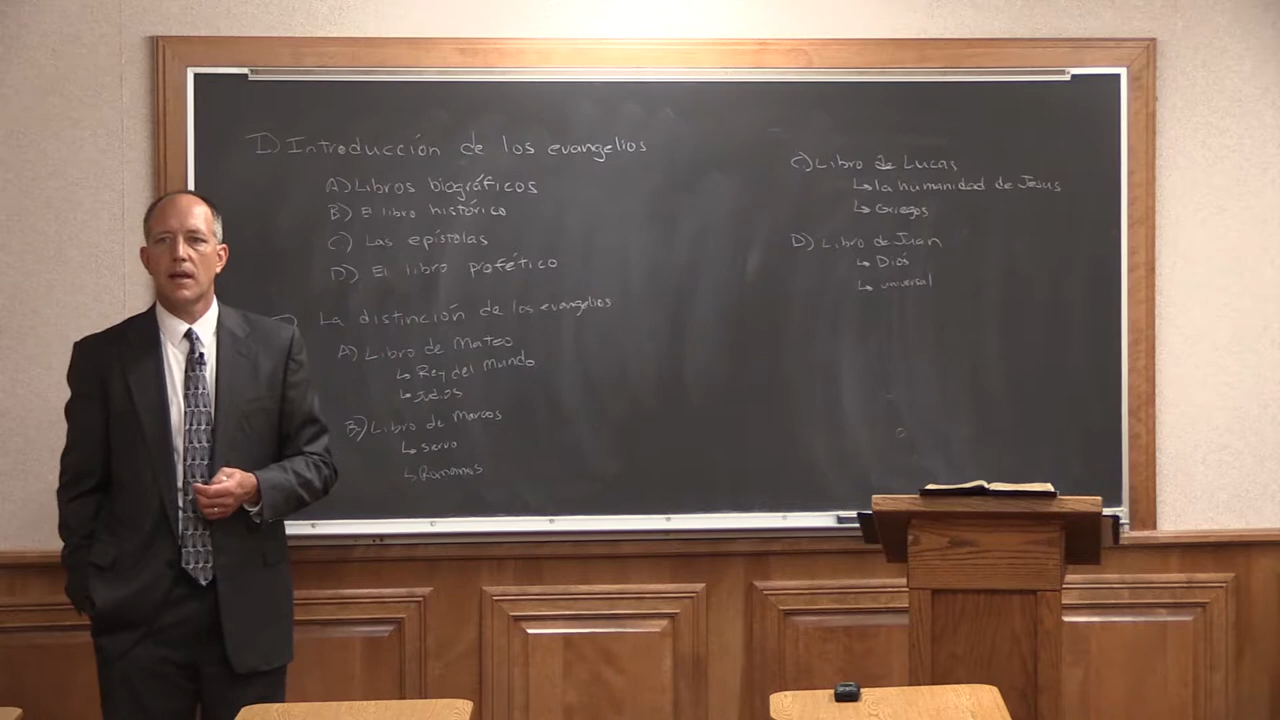 I) Introducción de los evangelios
A) Libros biográficos
B) El libro histórico
C) Las epístolas
D) El libro profético
La distinción de los evangelios
A) Libro de Mateo
↳ Rey del mundo
↳ Judíos
B) Libro de Marcos
↳ servo
↳ Romanos
C) Libro de Lucas
↳ la humanidad de Jesus
↳ Griegos
D) Libro de Juan
↳ Diós
↳ universal